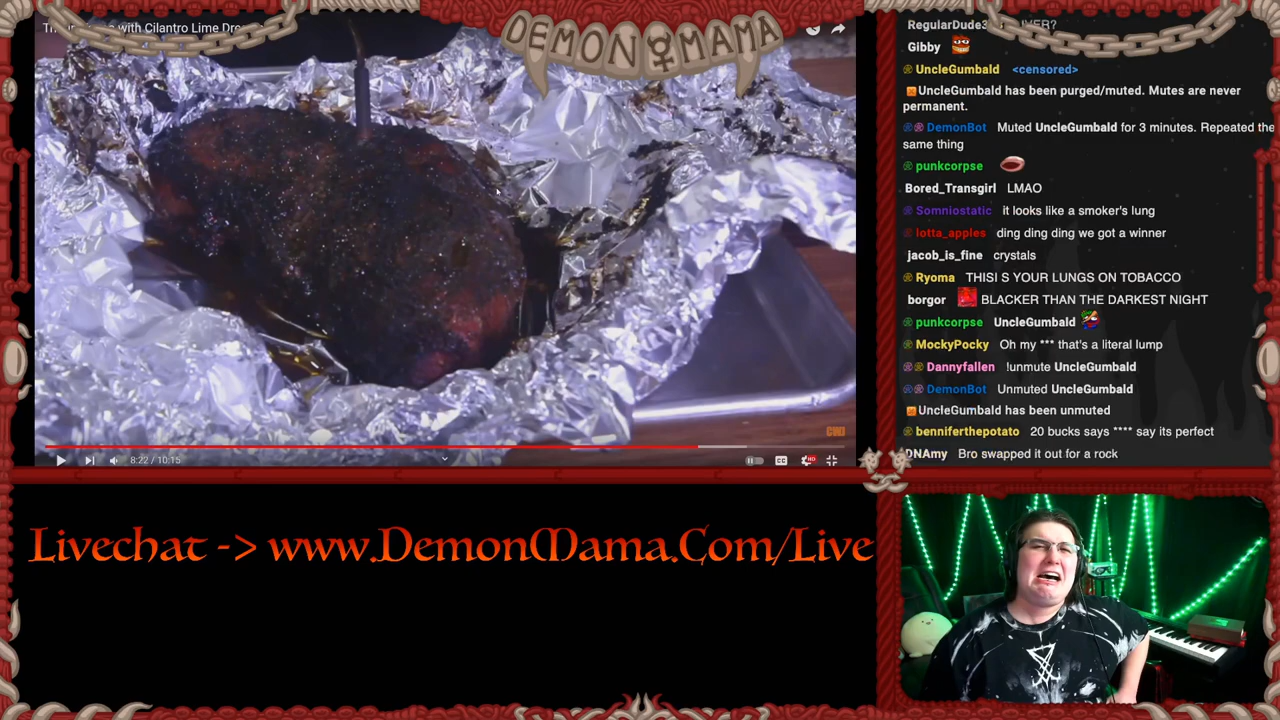 with Cilantro Lime
DEMON MAMA
Gibby
UncleGumbald <censored>
UncleGumbald has been purged/muted. Mutes are never
permanent.
DemonBot Muted UncleGumbald for 3 minutes. Repeated the
same thing
punkcorpse
Bored_Transgirl LMAO
Somniostatic it looks like a smoker's lung
lotta_apples ding ding ding we got a winner
jacob_is_fine crystals
Ryoma THISI S YOUR LUNGS ON TOBACCO
borgor BLACKER THAN THE DARKEST NIGHT
punkcorpse UncleGumbald
MockyPocky Oh my *** that's a literal lump
Dannyfallen !unmute UncleGumbald
DemonBot Unmuted UncleGumbald
UncleGumbald has been unmuted
benniferthepotato 20 bucks says **** say its perfect
DNAmy Bro swapped it out for a rock
CWJ
8:22 / 10:15
CC
HD
Livechat -> www.DemonMama.Com/Live